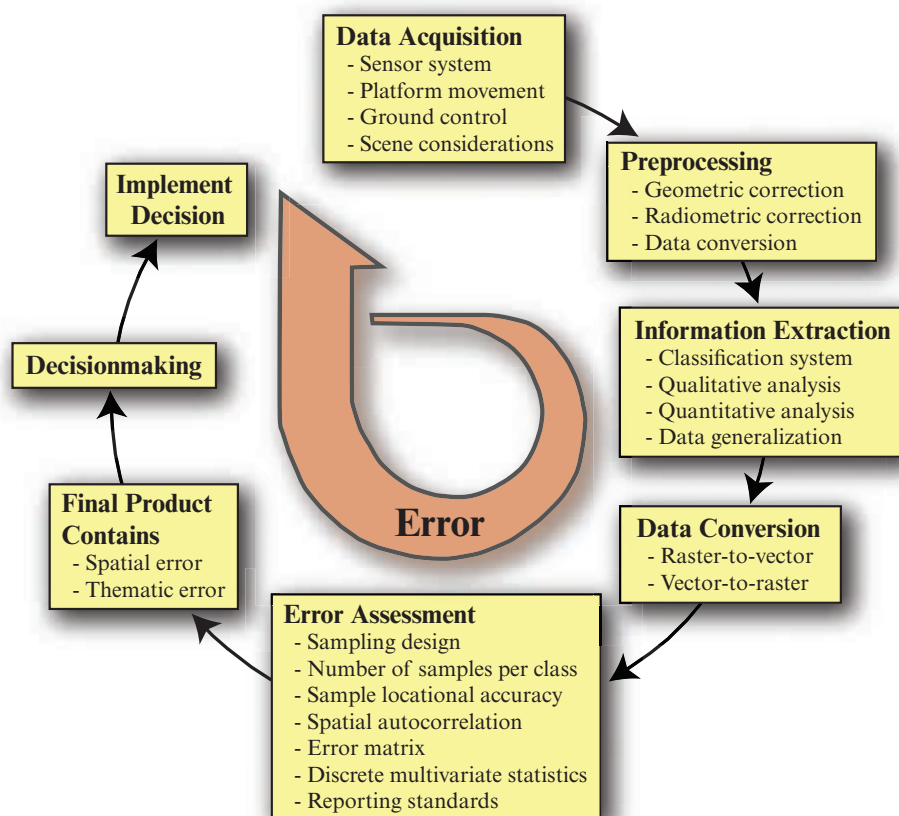 Data Acquisition
- Sensor system
- Platform movement
- Ground control
- Scene considerations
Preprocessing
- Geometric correction
- Radiometric correction
- Data conversion
Information Extraction
- Classification system
- Qualitative analysis
- Quantitative analysis
- Data generalization
Data Conversion
- Raster-to-vector
- Vector-to-raster
Error Assessment
- Sampling design
- Number of samples per class
- Sample locational accuracy
- Spatial autocorrelation
- Error matrix
- Discrete multivariate statistics
- Reporting standards
Final Product
Contains
- Spatial error
- Thematic error
Decisionmaking
Implement
Decision
Error